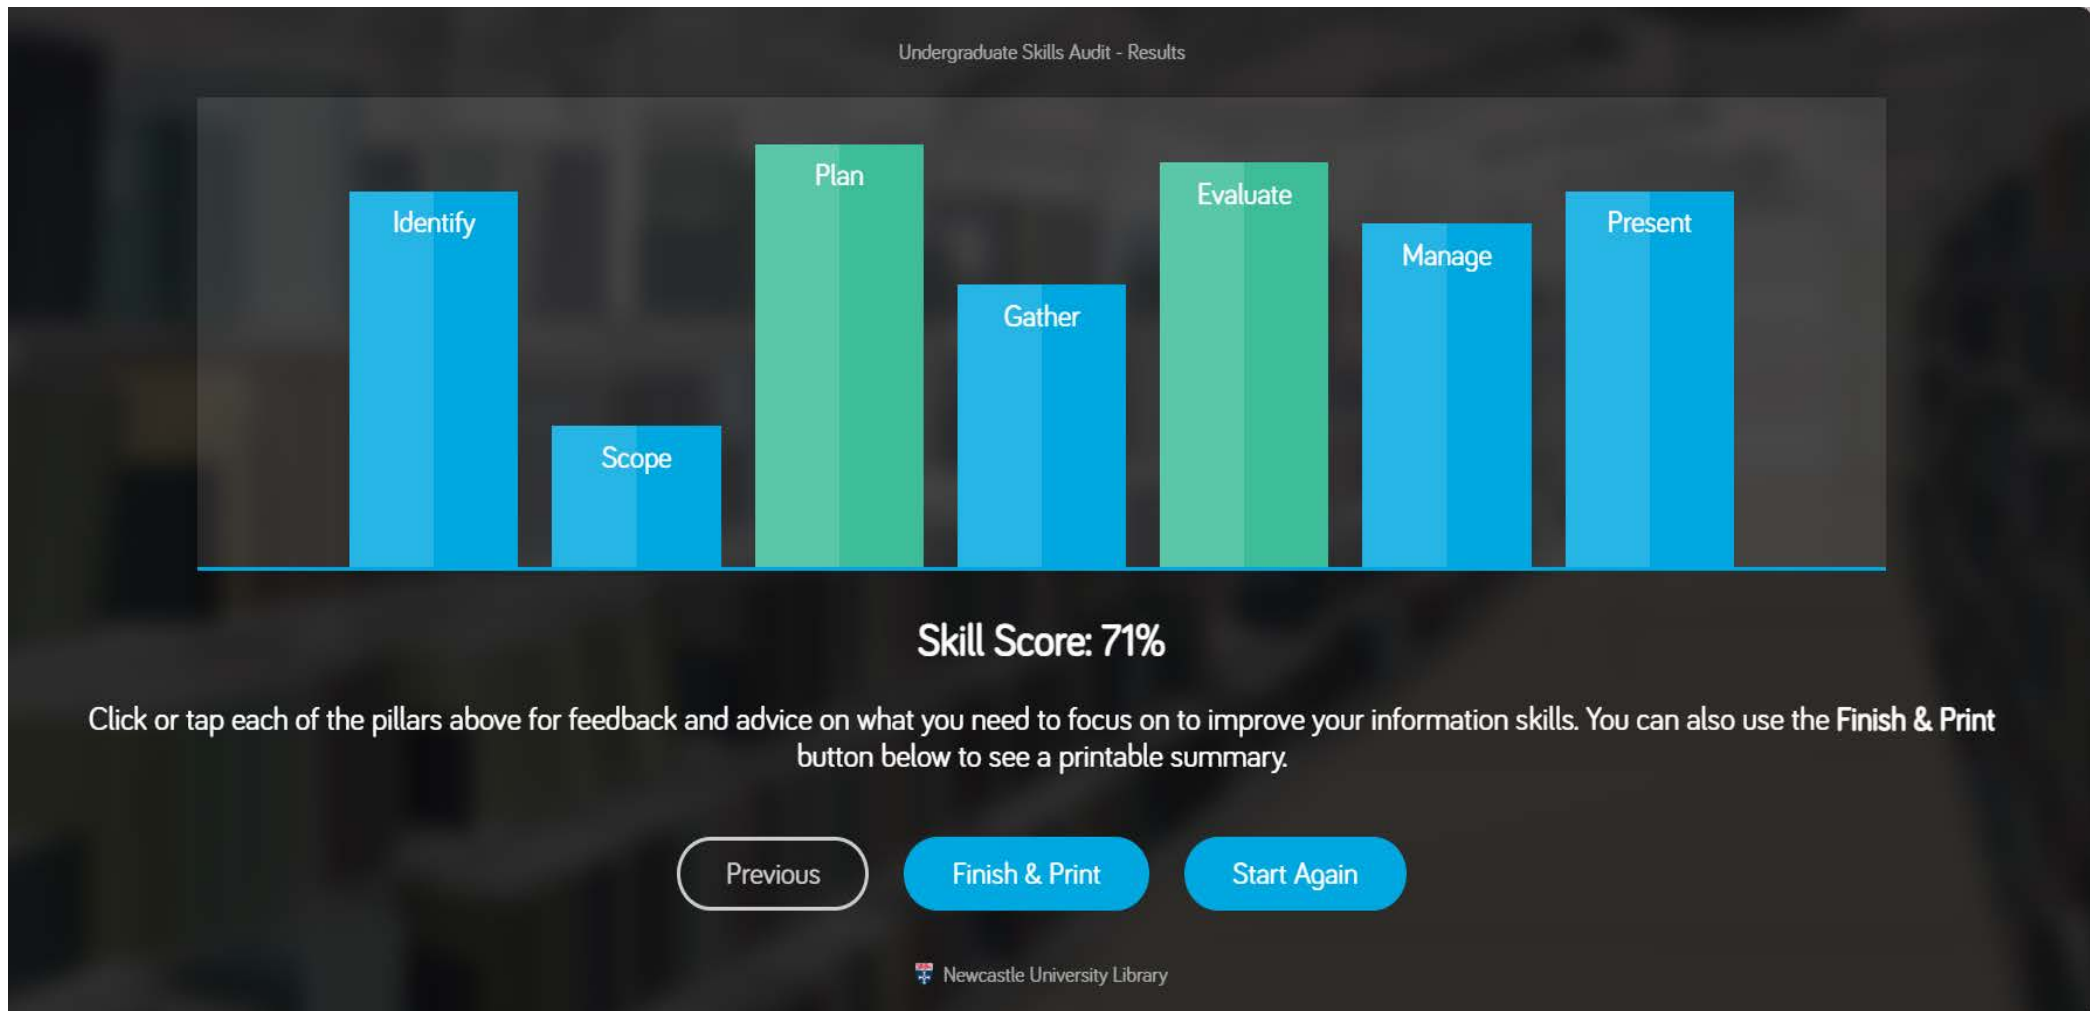 Undergraduate Skills Audit - Results
Identify
Scope
Plan
Gather
Evaluate
Manage
Present
Skill Score: 71%
Click or tap each of the pillars above for feedback and advice on what you need to focus on to improve your information skills. You can also use the Finish & Print
button below to see a printable summary.
Previous
Finish & Print
Start Again
Newcastle University Library